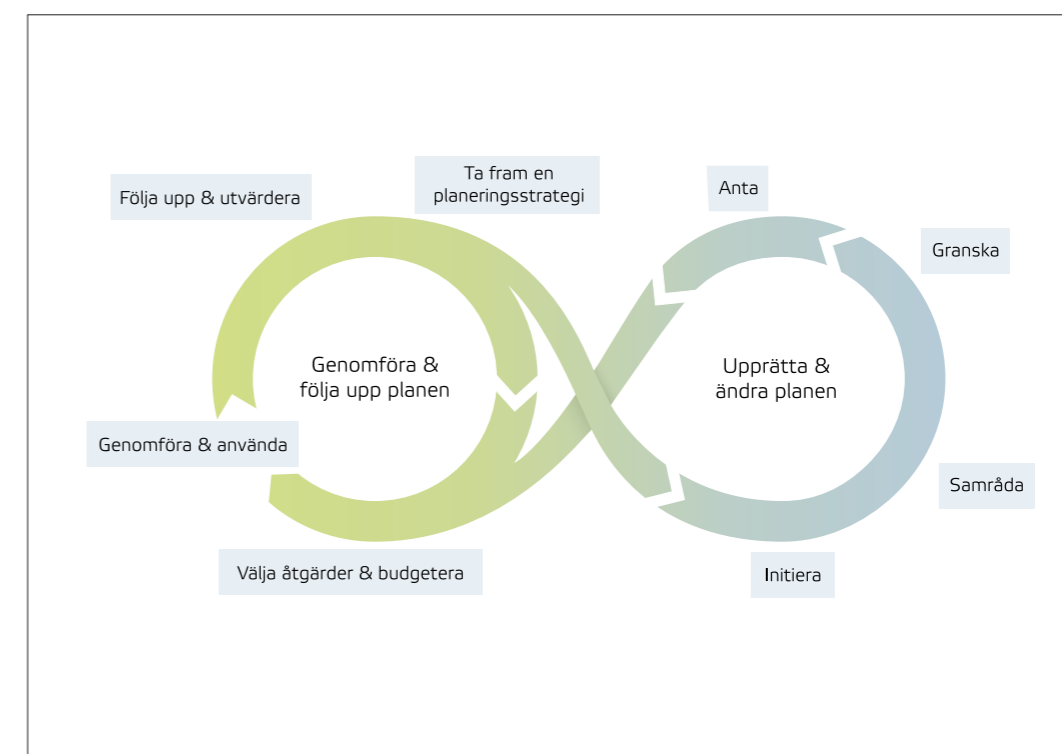 Ta fram en
planeringsstrategi
Anta
Följa upp & utvärdera
Granska
Genomföra &
följa upp planen
Upprätta &
ändra planen
Genomföra & använda
Samråda
Välja åtgärder & budgetera
Initiera